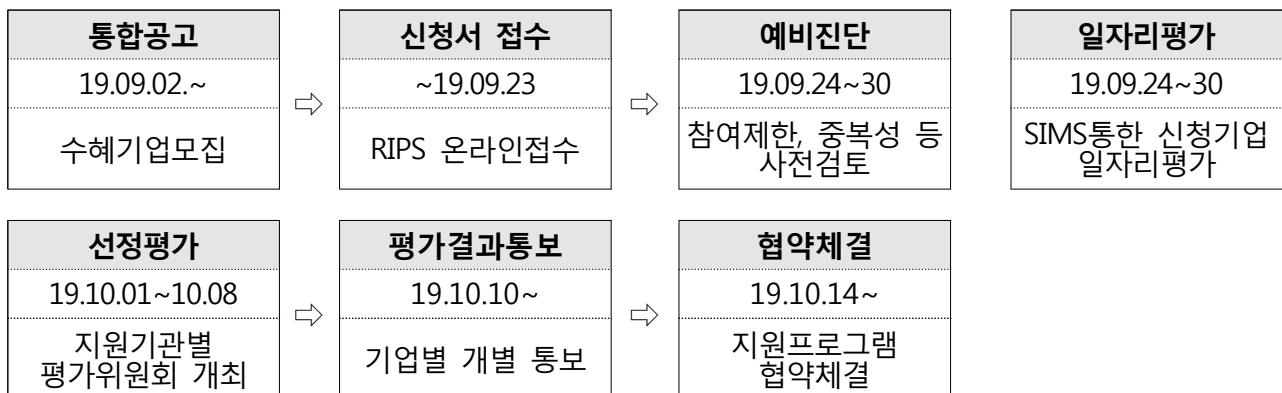 통합공고
19.09.02.~
수혜기업모집
⇨
신청서 접수
~19.09.23
RIPS 온라인접수
⇨
예비진단
19.09.24~30
참여제한, 중복성 등
사전검토
일자리평가
19.09.24~30
SIMS통한 신청기업
일자리평가
선정평가
19.10.01~10.08
지원기관별
평가위원회 개최
⇨
평가결과통보
19.10.10~
기업별 개별 통보
⇨
협약체결
19.10.14~
지원프로그램
협약체결